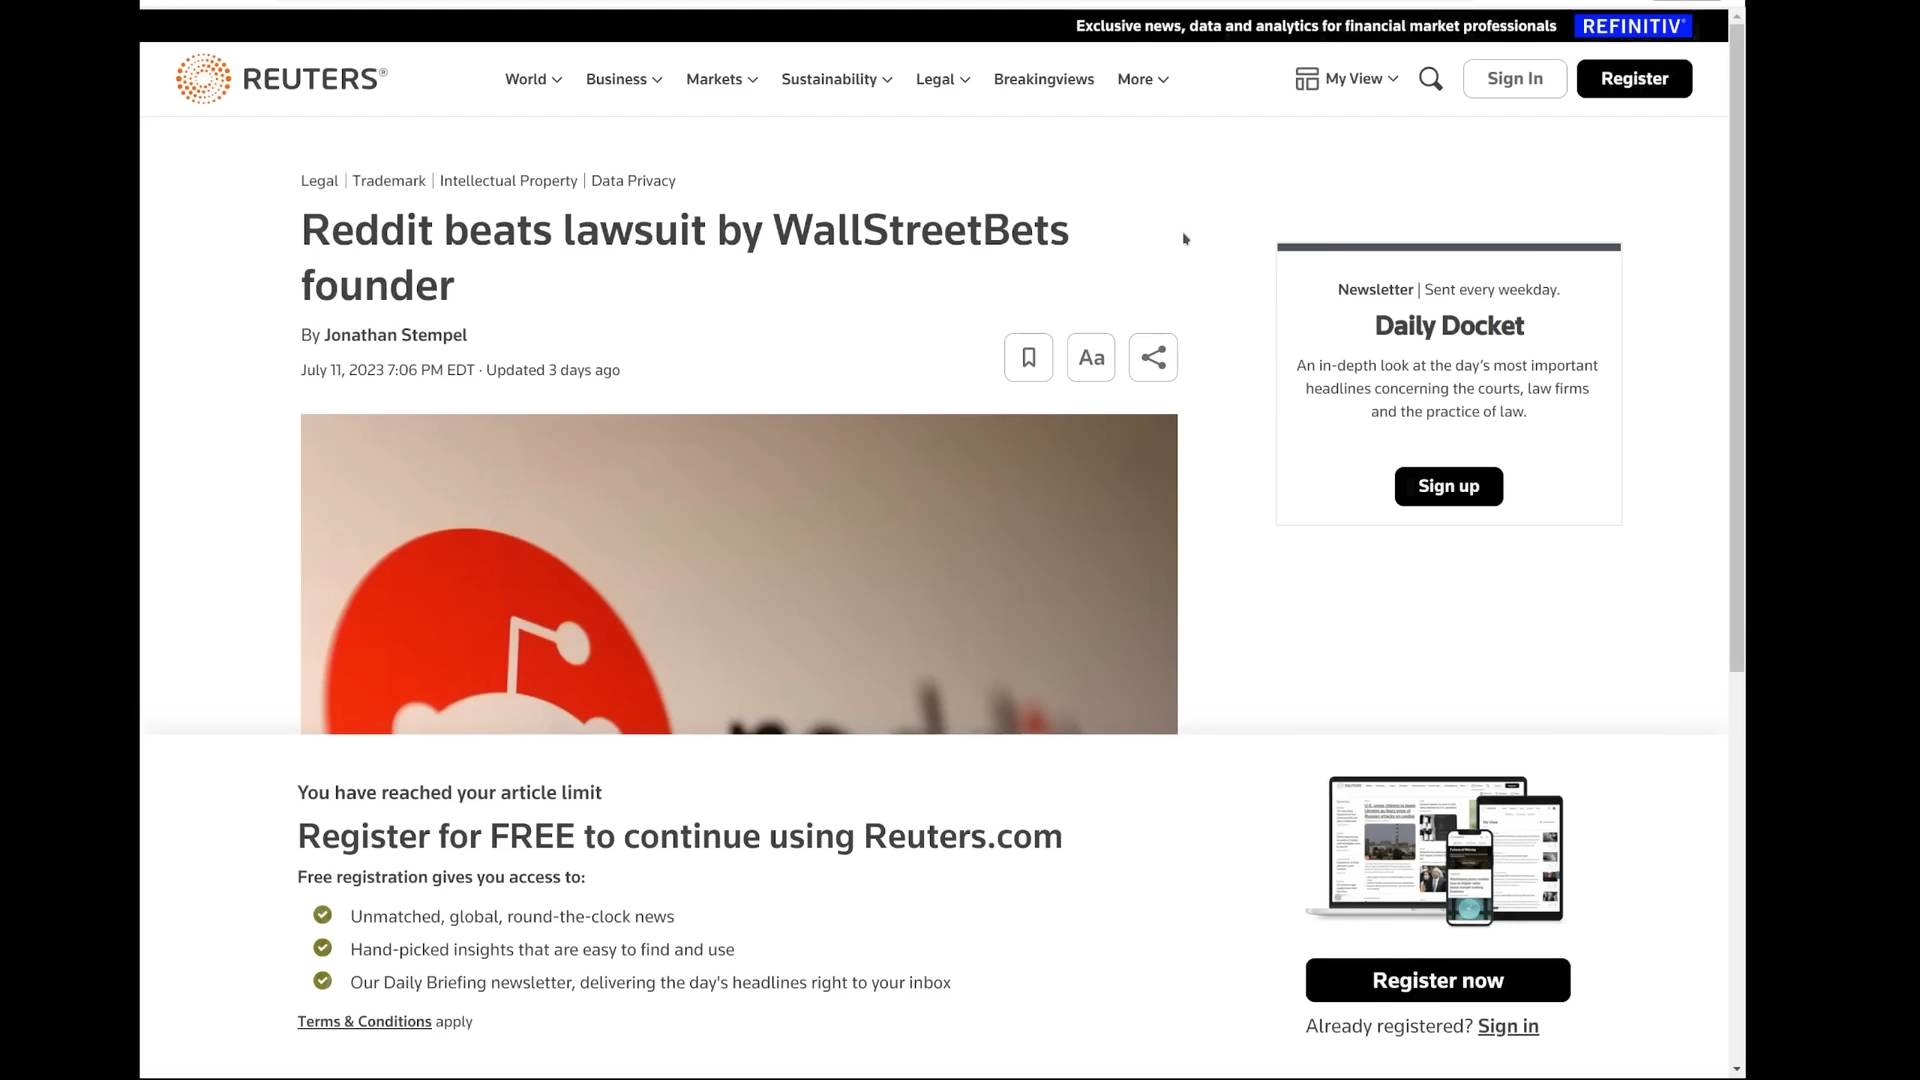 Exclusive news, data and analytics for financial market professionals REFINITIV®
REUTERS® World Business Markets Sustainability Legal Breakingviews More My View Sign In Register
Legal | Trademark | Intellectual Property | Data Privacy
Reddit beats lawsuit by WallStreetBets
founder
By Jonathan Stempel
July 11, 2023 7:06 PM EDT · Updated 3 days ago
Aa
Newsletter | Sent every weekday.
Daily Docket
An in-depth look at the day's most important
headlines concerning the courts, law firms
and the practice of law.
Sign up
You have reached your article limit
Register for FREE to continue using Reuters.com
Free registration gives you access to:
Unmatched, global, round-the-clock news
Hand-picked insights that are easy to find and use
Our Daily Briefing newsletter, delivering the day's headlines right to your inbox
Terms & Conditions apply
Register now
Already registered? Sign in